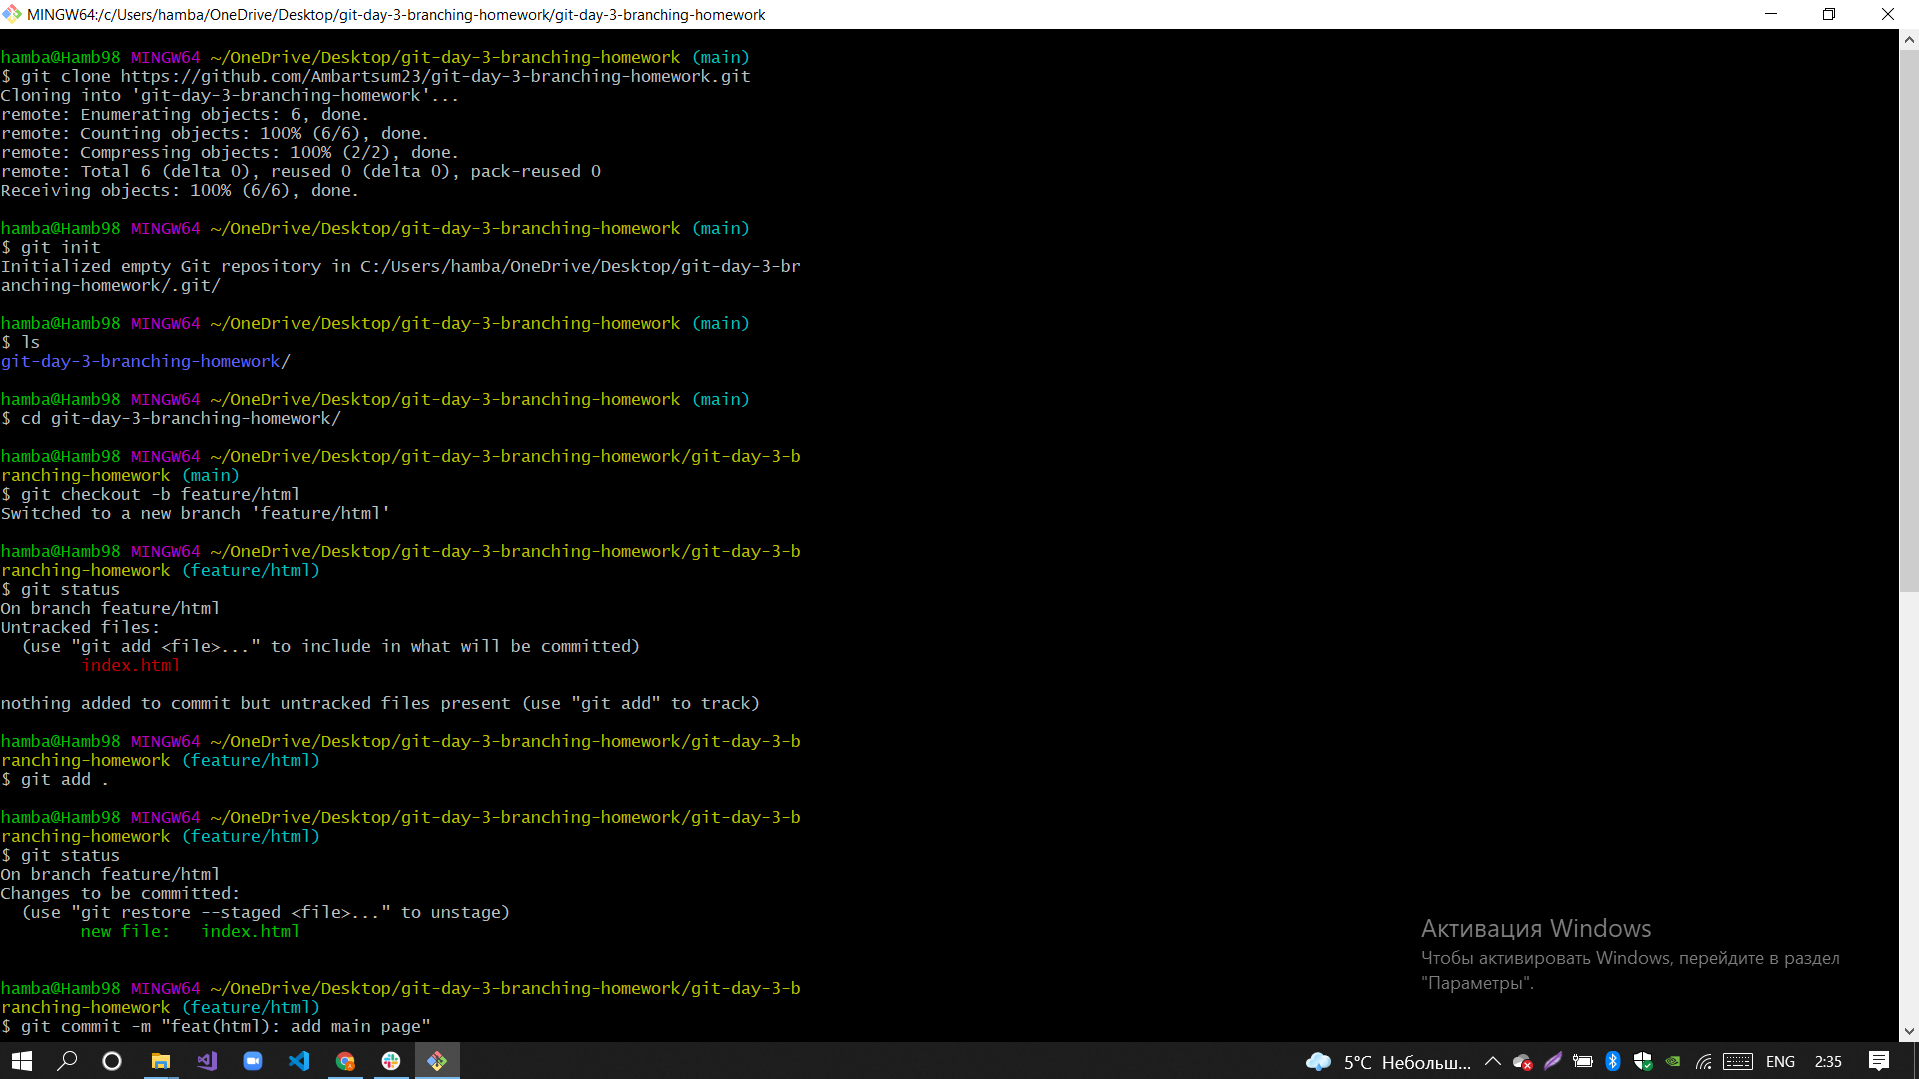 MINGW64:/c/Users/hamba/OneDrive/Desktop/git-day-3-branching-homework/git-day-3-branching-homework
hamba@Hamb98 MINGW64 ~/OneDrive/Desktop/git-day-3-branching-homework (main)
$ git clone https://github.com/Ambartsum23/git-day-3-branching-homework.git
Cloning into 'git-day-3-branching-homework'...
remote: Enumerating objects: 6, done.
remote: Counting objects: 100% (6/6), done.
remote: Compressing objects: 100% (2/2), done.
remote: Total 6 (delta 0), reused 0 (delta 0), pack-reused 0
Receiving objects: 100% (6/6), done.
hamba@Hamb98 MINGW64 ~/OneDrive/Desktop/git-day-3-branching-homework (main)
$ git init
Initialized empty Git repository in C:/Users/hamba/OneDrive/Desktop/git-day-3-br
anching-homework/.git/
hamba@Hamb98 MINGW64 ~/OneDrive/Desktop/git-day-3-branching-homework (main)
$ ls
git-day-3-branching-homework/
hamba@Hamb98 MINGW64 ~/OneDrive/Desktop/git-day-3-branching-homework (main)
$ cd git-day-3-branching-homework/
hamba@Hamb98 MINGW64 ~/OneDrive/Desktop/git-day-3-branching-homework/git-day-3-b
ranching-homework (main)
$ git checkout -b feature/html
Switched to a new branch 'feature/html'
hamba@Hamb98 MINGW64 ~/OneDrive/Desktop/git-day-3-branching-homework/git-day-3-b
ranching-homework (feature/html)
$ git status
On branch feature/html
Untracked files:
  (use "git add <file>..." to include in what will be committed)
        index.html
nothing added to commit but untracked files present (use "git add" to track)
hamba@Hamb98 MINGW64 ~/OneDrive/Desktop/git-day-3-branching-homework/git-day-3-b
ranching-homework (feature/html)
$ git add .
hamba@Hamb98 MINGW64 ~/OneDrive/Desktop/git-day-3-branching-homework/git-day-3-b
ranching-homework (feature/html)
$ git status
On branch feature/html
Changes to be committed:
  (use "git restore --staged <file>..." to unstage)
        new file:   index.html
hamba@Hamb98 MINGW64 ~/OneDrive/Desktop/git-day-3-branching-homework/git-day-3-b
ranching-homework (feature/html)
$ git commit -m "feat(html): add main page"
Активация Windows
Чтобы активировать Windows, перейдите в раздел
"Параметры".
5°C Небольш...
ENG
2:35